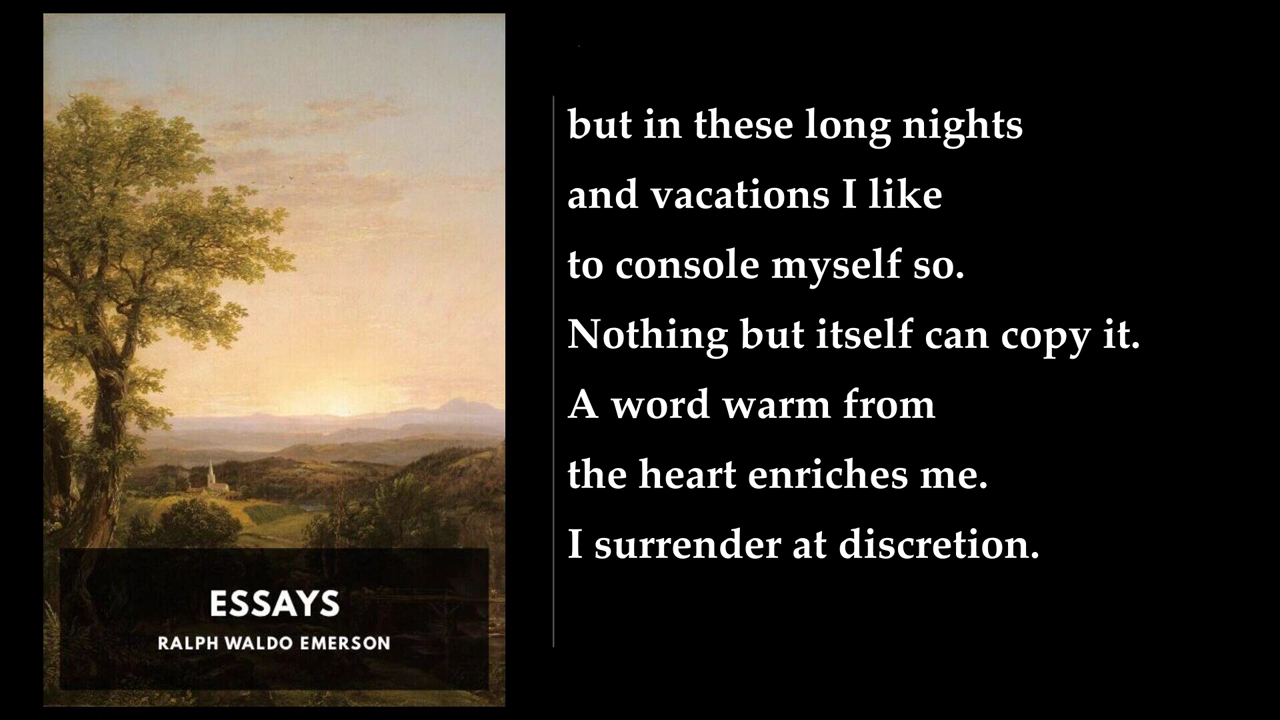 ESSAYS
RALPH WALDO EMERSON
but in these long nights
and vacations I like
to console myself so.
Nothing but itself can copy it.
A word warm from
the heart enriches me.
I surrender at discretion.